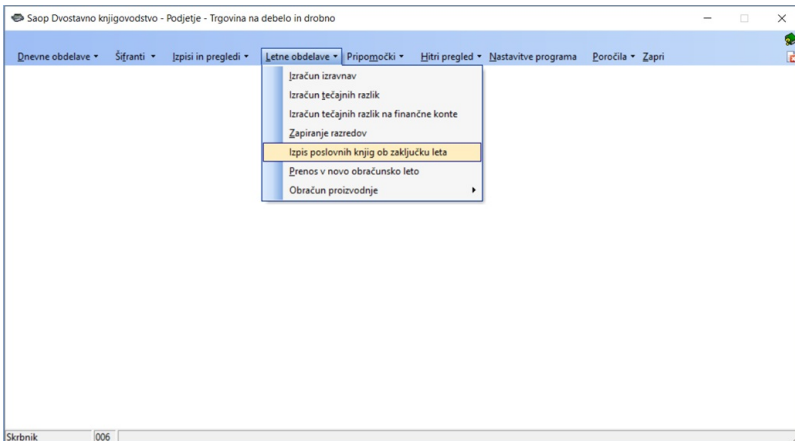 Saop Dvostavno knjigovodstvo - Podjetje - Trgovina na debelo in drobno
Dnevne obdelave Šifranti Izpisi in pregledi Letne obdelave Pripomočki Hitri pregled Nastavitve programa Poročila Zapri
Izračun izravnav
Izračun tečajnih razlik
Izračun tečajnih razlik na finančne konte
Zapiranje razredov
Izpis poslovnih knjig ob zaključku leta
Prenos v novo obračunsko leto
Obračun proizvodnje
Skrbnik 006